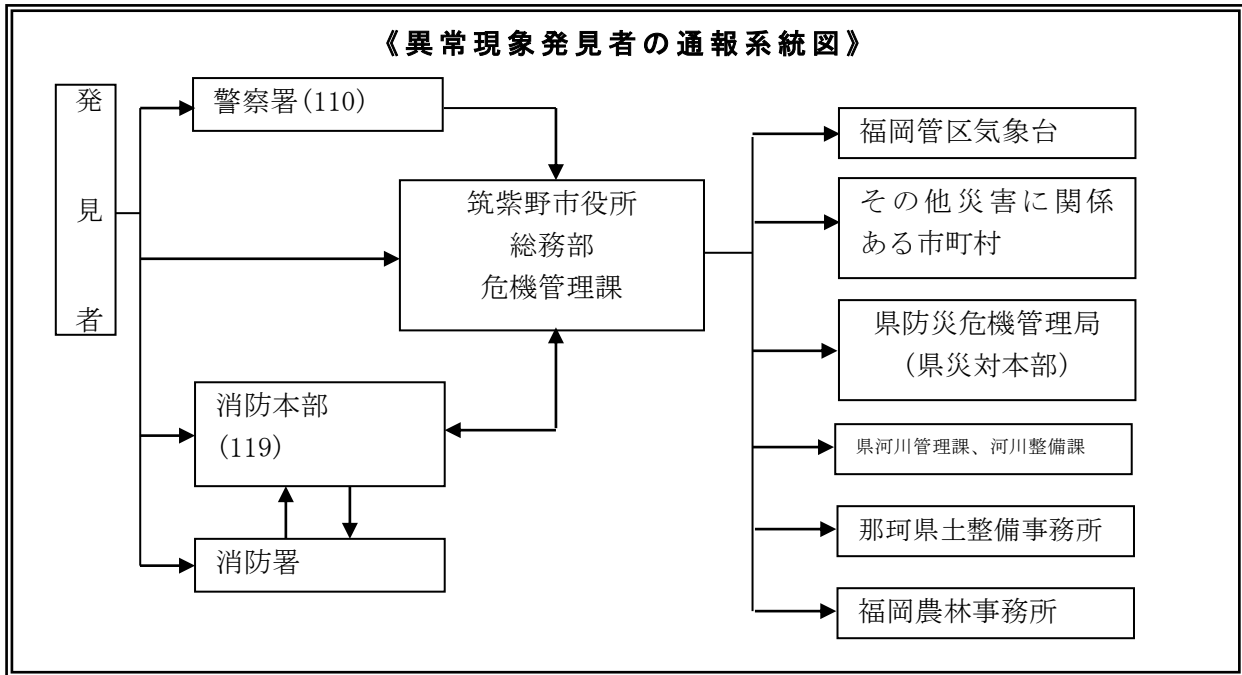 《異常現象発見者の通報系統図》
発見者
警察署(110)
筑紫野市役所
総務部
危機管理課
消防本部
(119)
消防署
福岡管区気象台
その他災害に関係
ある市町村
県防災危機管理局
（県災対本部）
県河川管理課、河川整備課
那珂県土整備事務所
福岡農林事務所